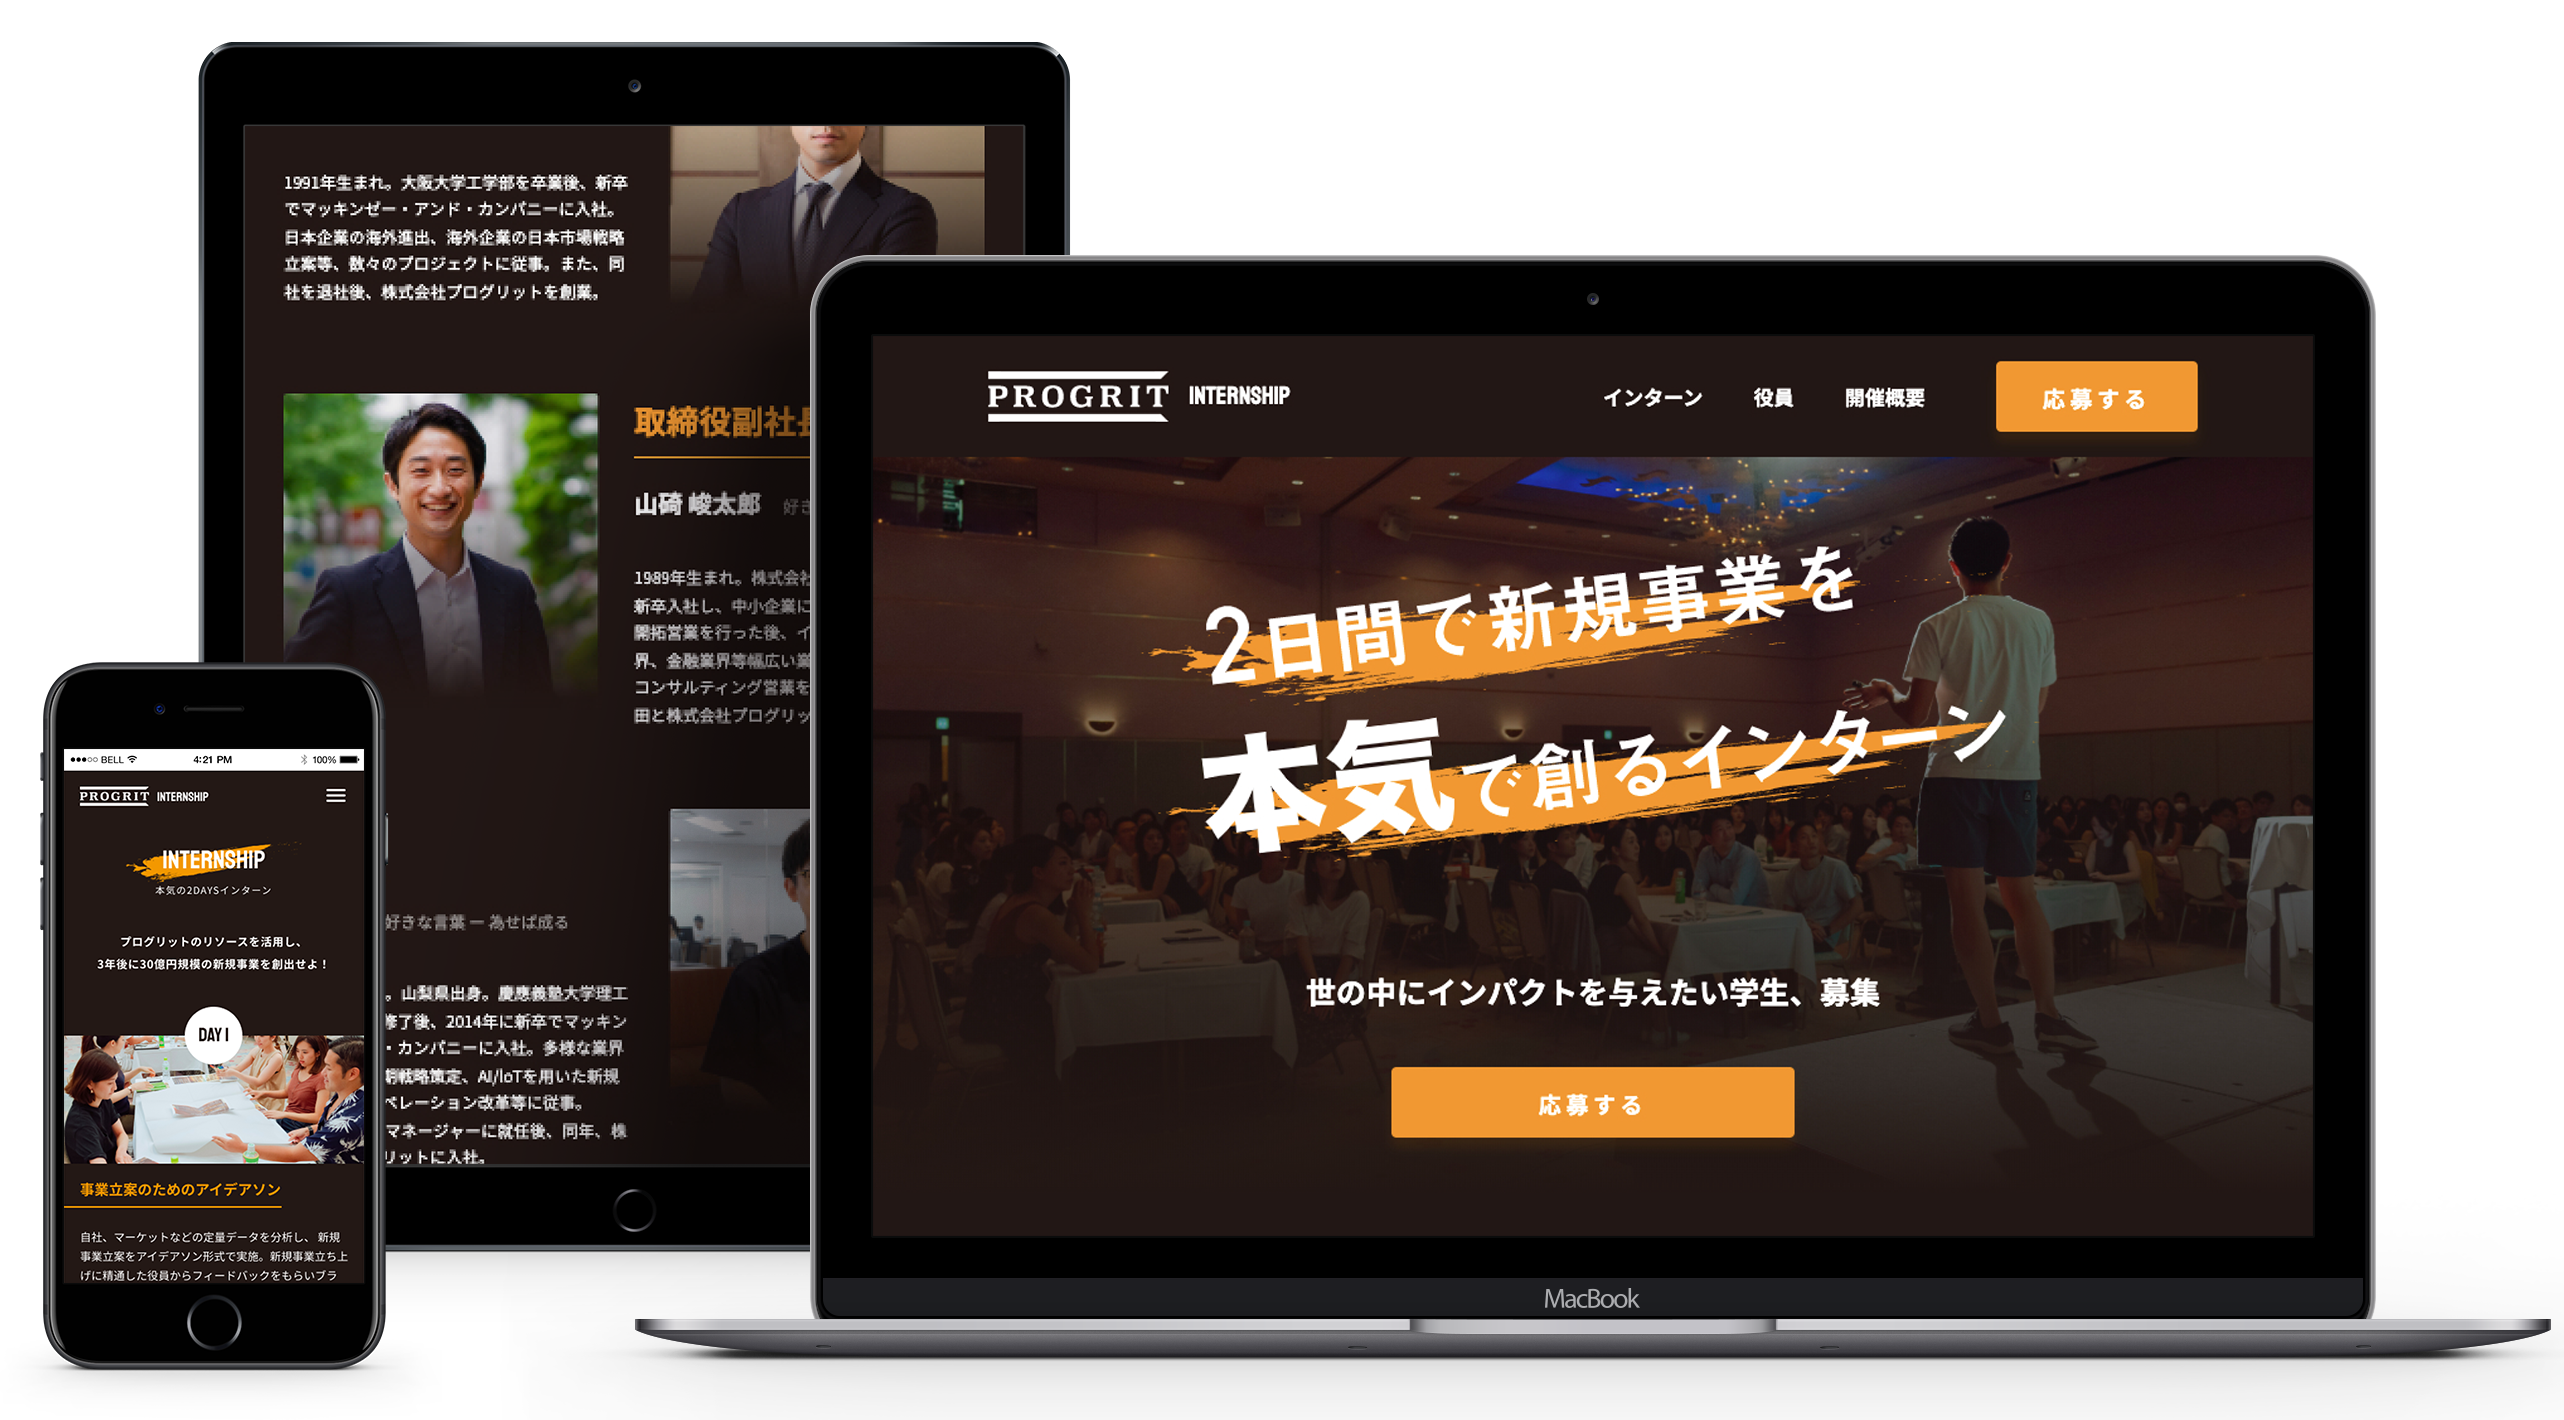 1991年生まれ。大阪大学工学部を卒業後、新卒
でマッキンゼー・アンド・カンパニーに入社。
日本企業の海外進出、海外企業の日本市場戦略
立案等、数々のプロジェクトに従事。また、同
社を退社後、株式会社プログリットを創業。
取締役副社長
山碕 峻太郎 好き
1989年生まれ。株式会社
新卒入社し、中小企業に
開拓営業を行った後、イ
界、金融業界等幅広い業
コンサルティング営業を
田と株式会社プログリッ
好きな言葉 ー 為せば成る
。山梨県出身。慶應義塾大学理工
修了後、2014年に新卒でマッキン
・カンパニーに入社。多様な業界
戦略策定、AI/IoTを用いた新規
ペレーション改革等に従事。
マネージャーに就任後、同年、株
リットに入社。
PROGRIT INTERNSHIP
インターン 役員 開催概要 応募する
2日間で新規事業を
本気で創るインターン
世の中にインパクトを与えたい学生、募集
応募する
MacBook
BELL 4:21 PM 100%
PROGRIT INTERNSHIP
INTERNSHIP
本気の2DAYSインターン
プログリットのリソースを活用し、
3年後に30億円規模の新規事業を創出せよ！
DAY 1
事業立案のためのアイデアソン
自社、マーケットなどの定量データを分析し、 新規
事業立案をアイデアソン形式で実施。新規事業立ち上
げに精通した役員からフィードバックをもらいブラ